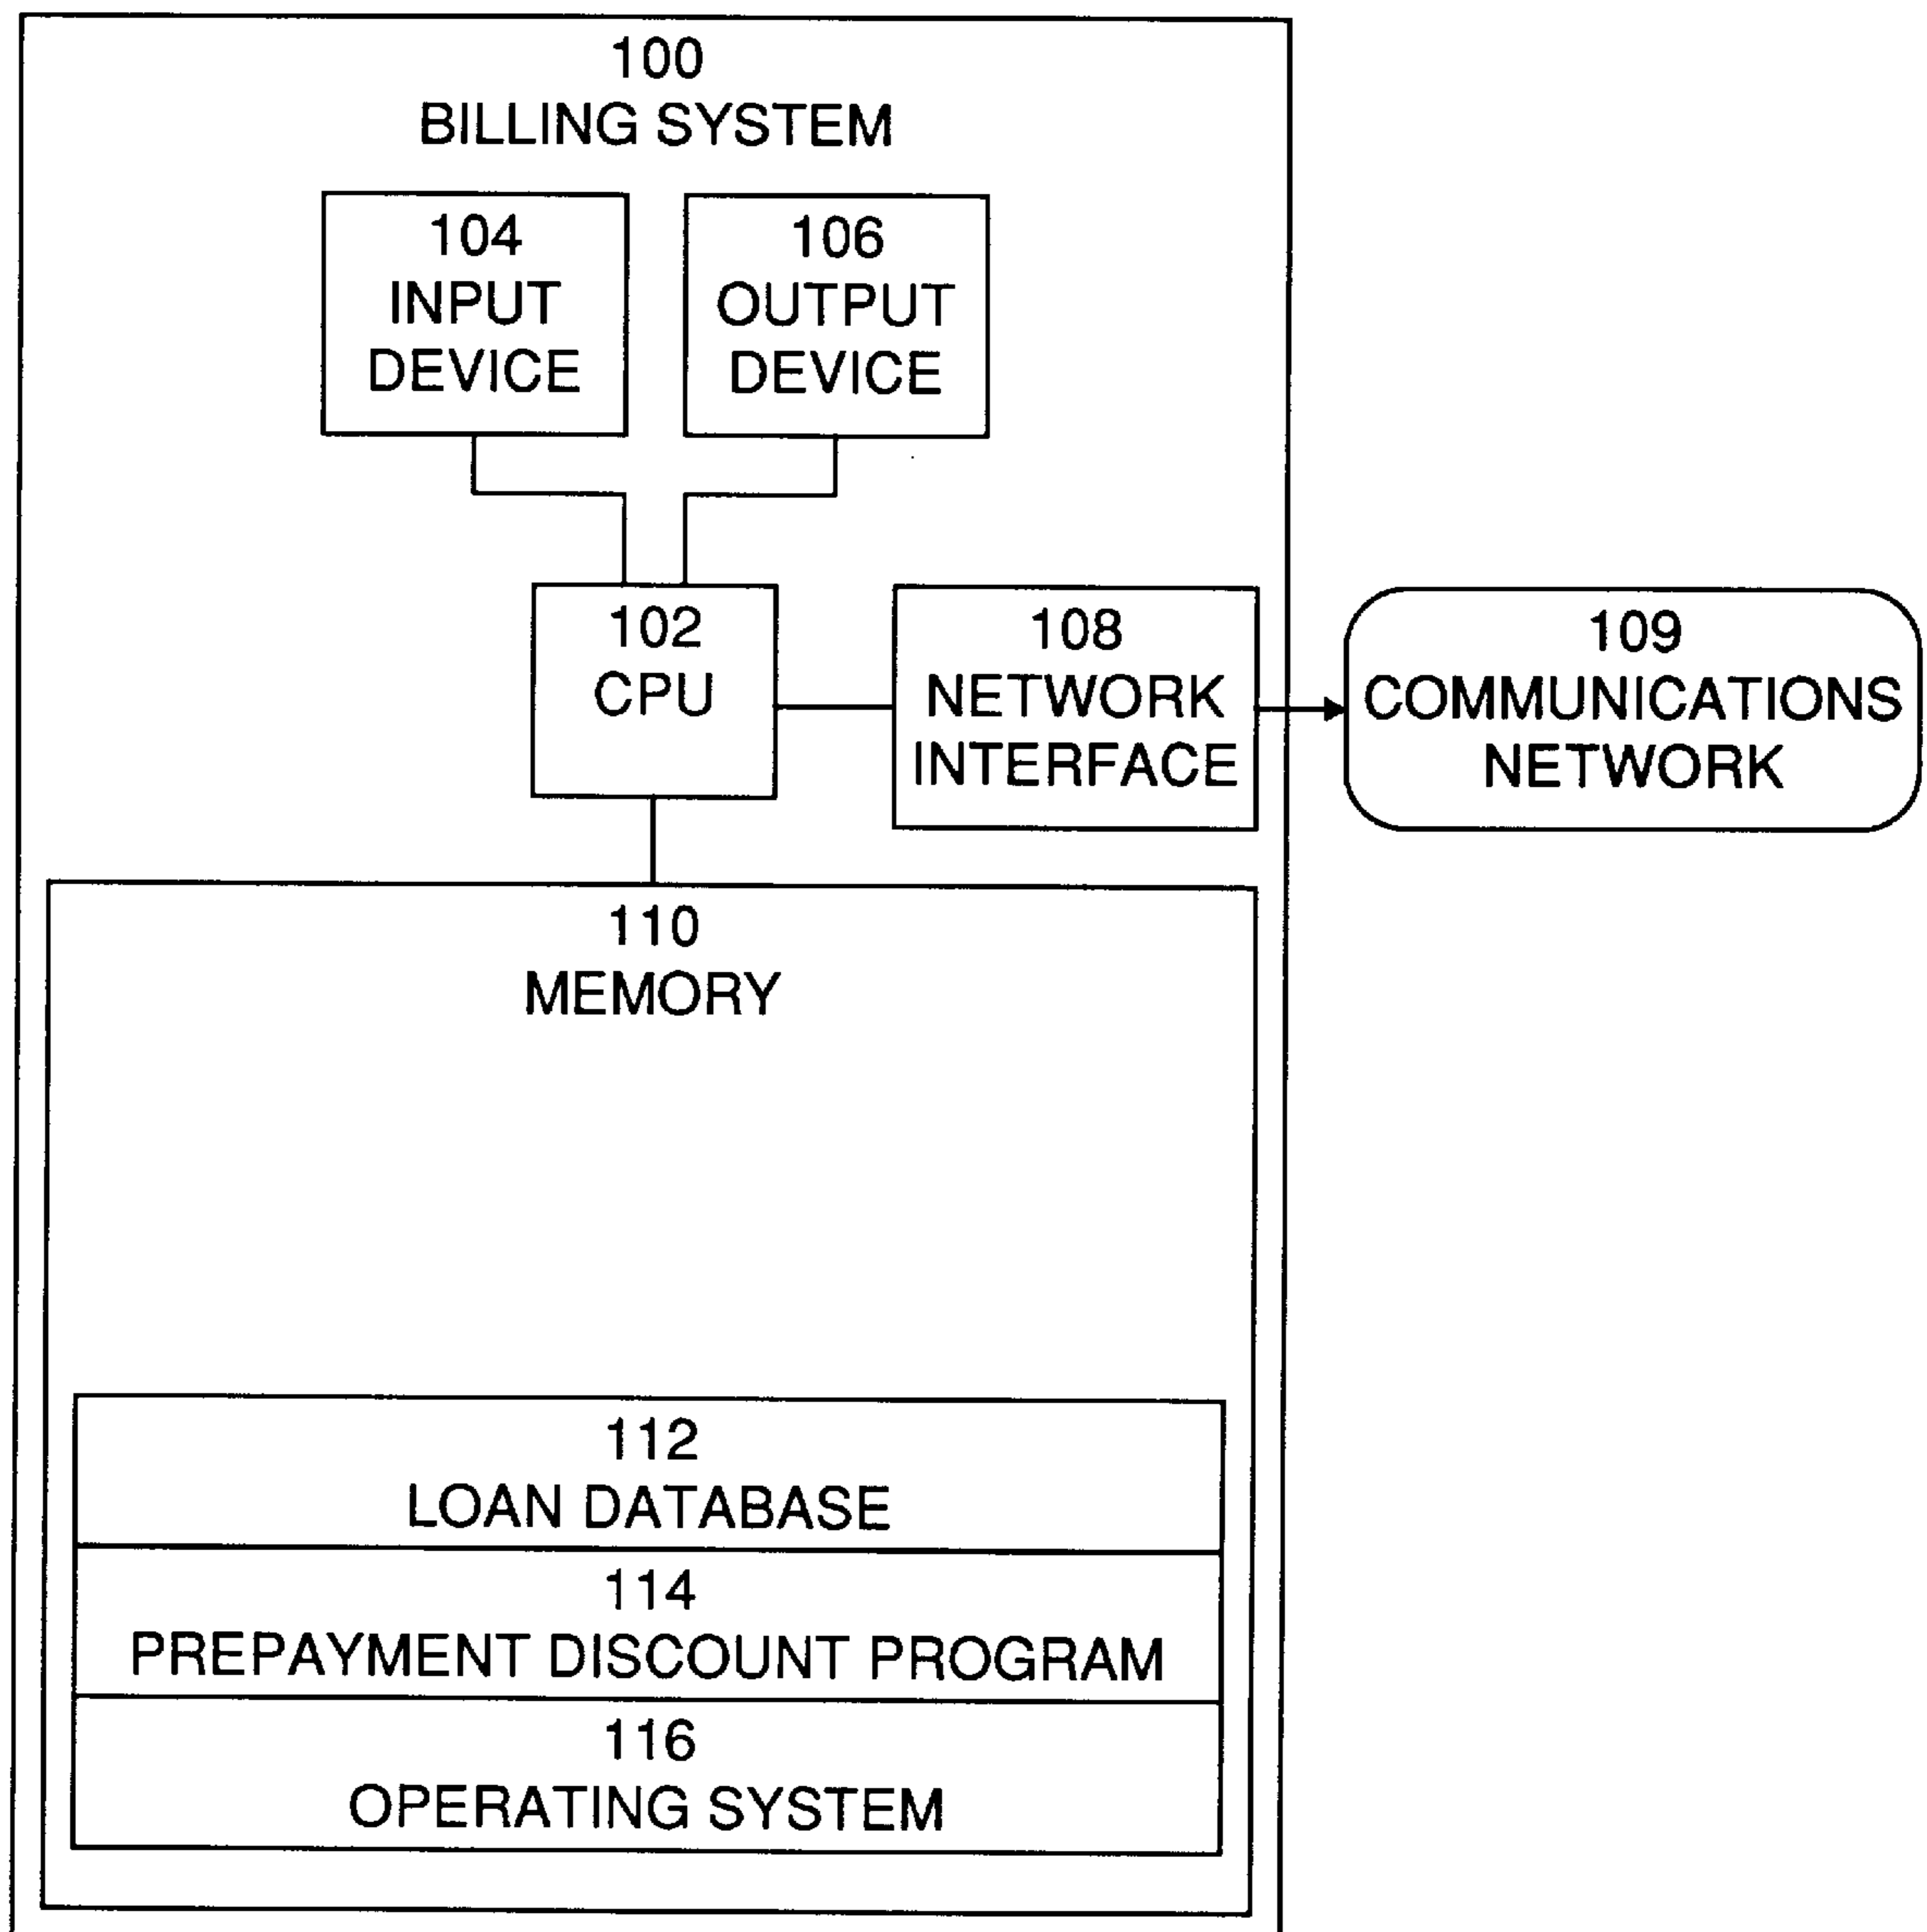 100
BILLING SYSTEM
104
INPUT
DEVICE
106
OUTPUT
DEVICE
102
CPU
108
NETWORK
INTERFACE
109
COMMUNICATIONS
NETWORK
110
MEMORY
112
LOAN DATABASE
114
PREPAYMENT DISCOUNT PROGRAM
116
OPERATING SYSTEM